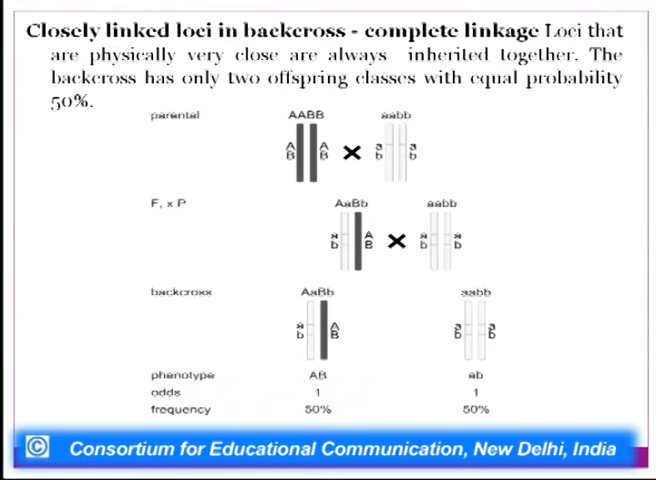 Closely linked loci in backcross - complete linkage Loci that
are physically very close are always inherited together. The
backcross has only two offspring classes with equal probability
50%.
parental AABB aabb
A A a a
B B b b
F₁ x P AaBb aabb
a A a a
b B b b
backcross AaBb aabb
a A a a
b B b b
phenotype AB ab
odds 1 1
frequency 50% 50%
© Consortium for Educational Communication, New Delhi, India